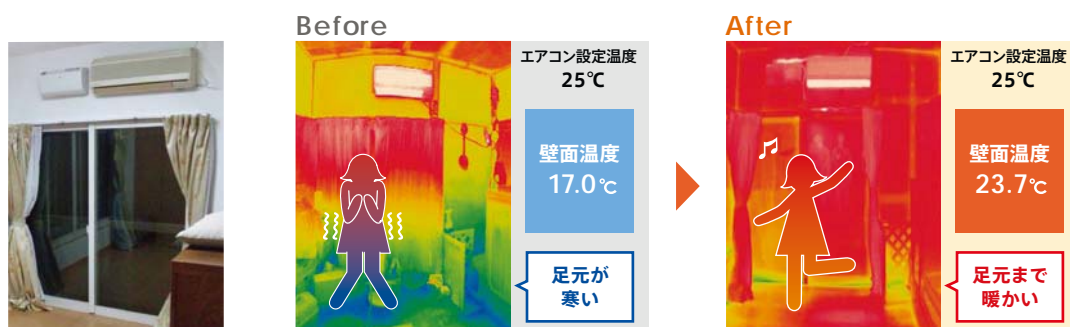 Before
エアコン設定温度
25℃
壁面温度
17.0℃
足元が
寒い
After
エアコン設定温度
25℃
壁面温度
23.7℃
足元まで
暖かい